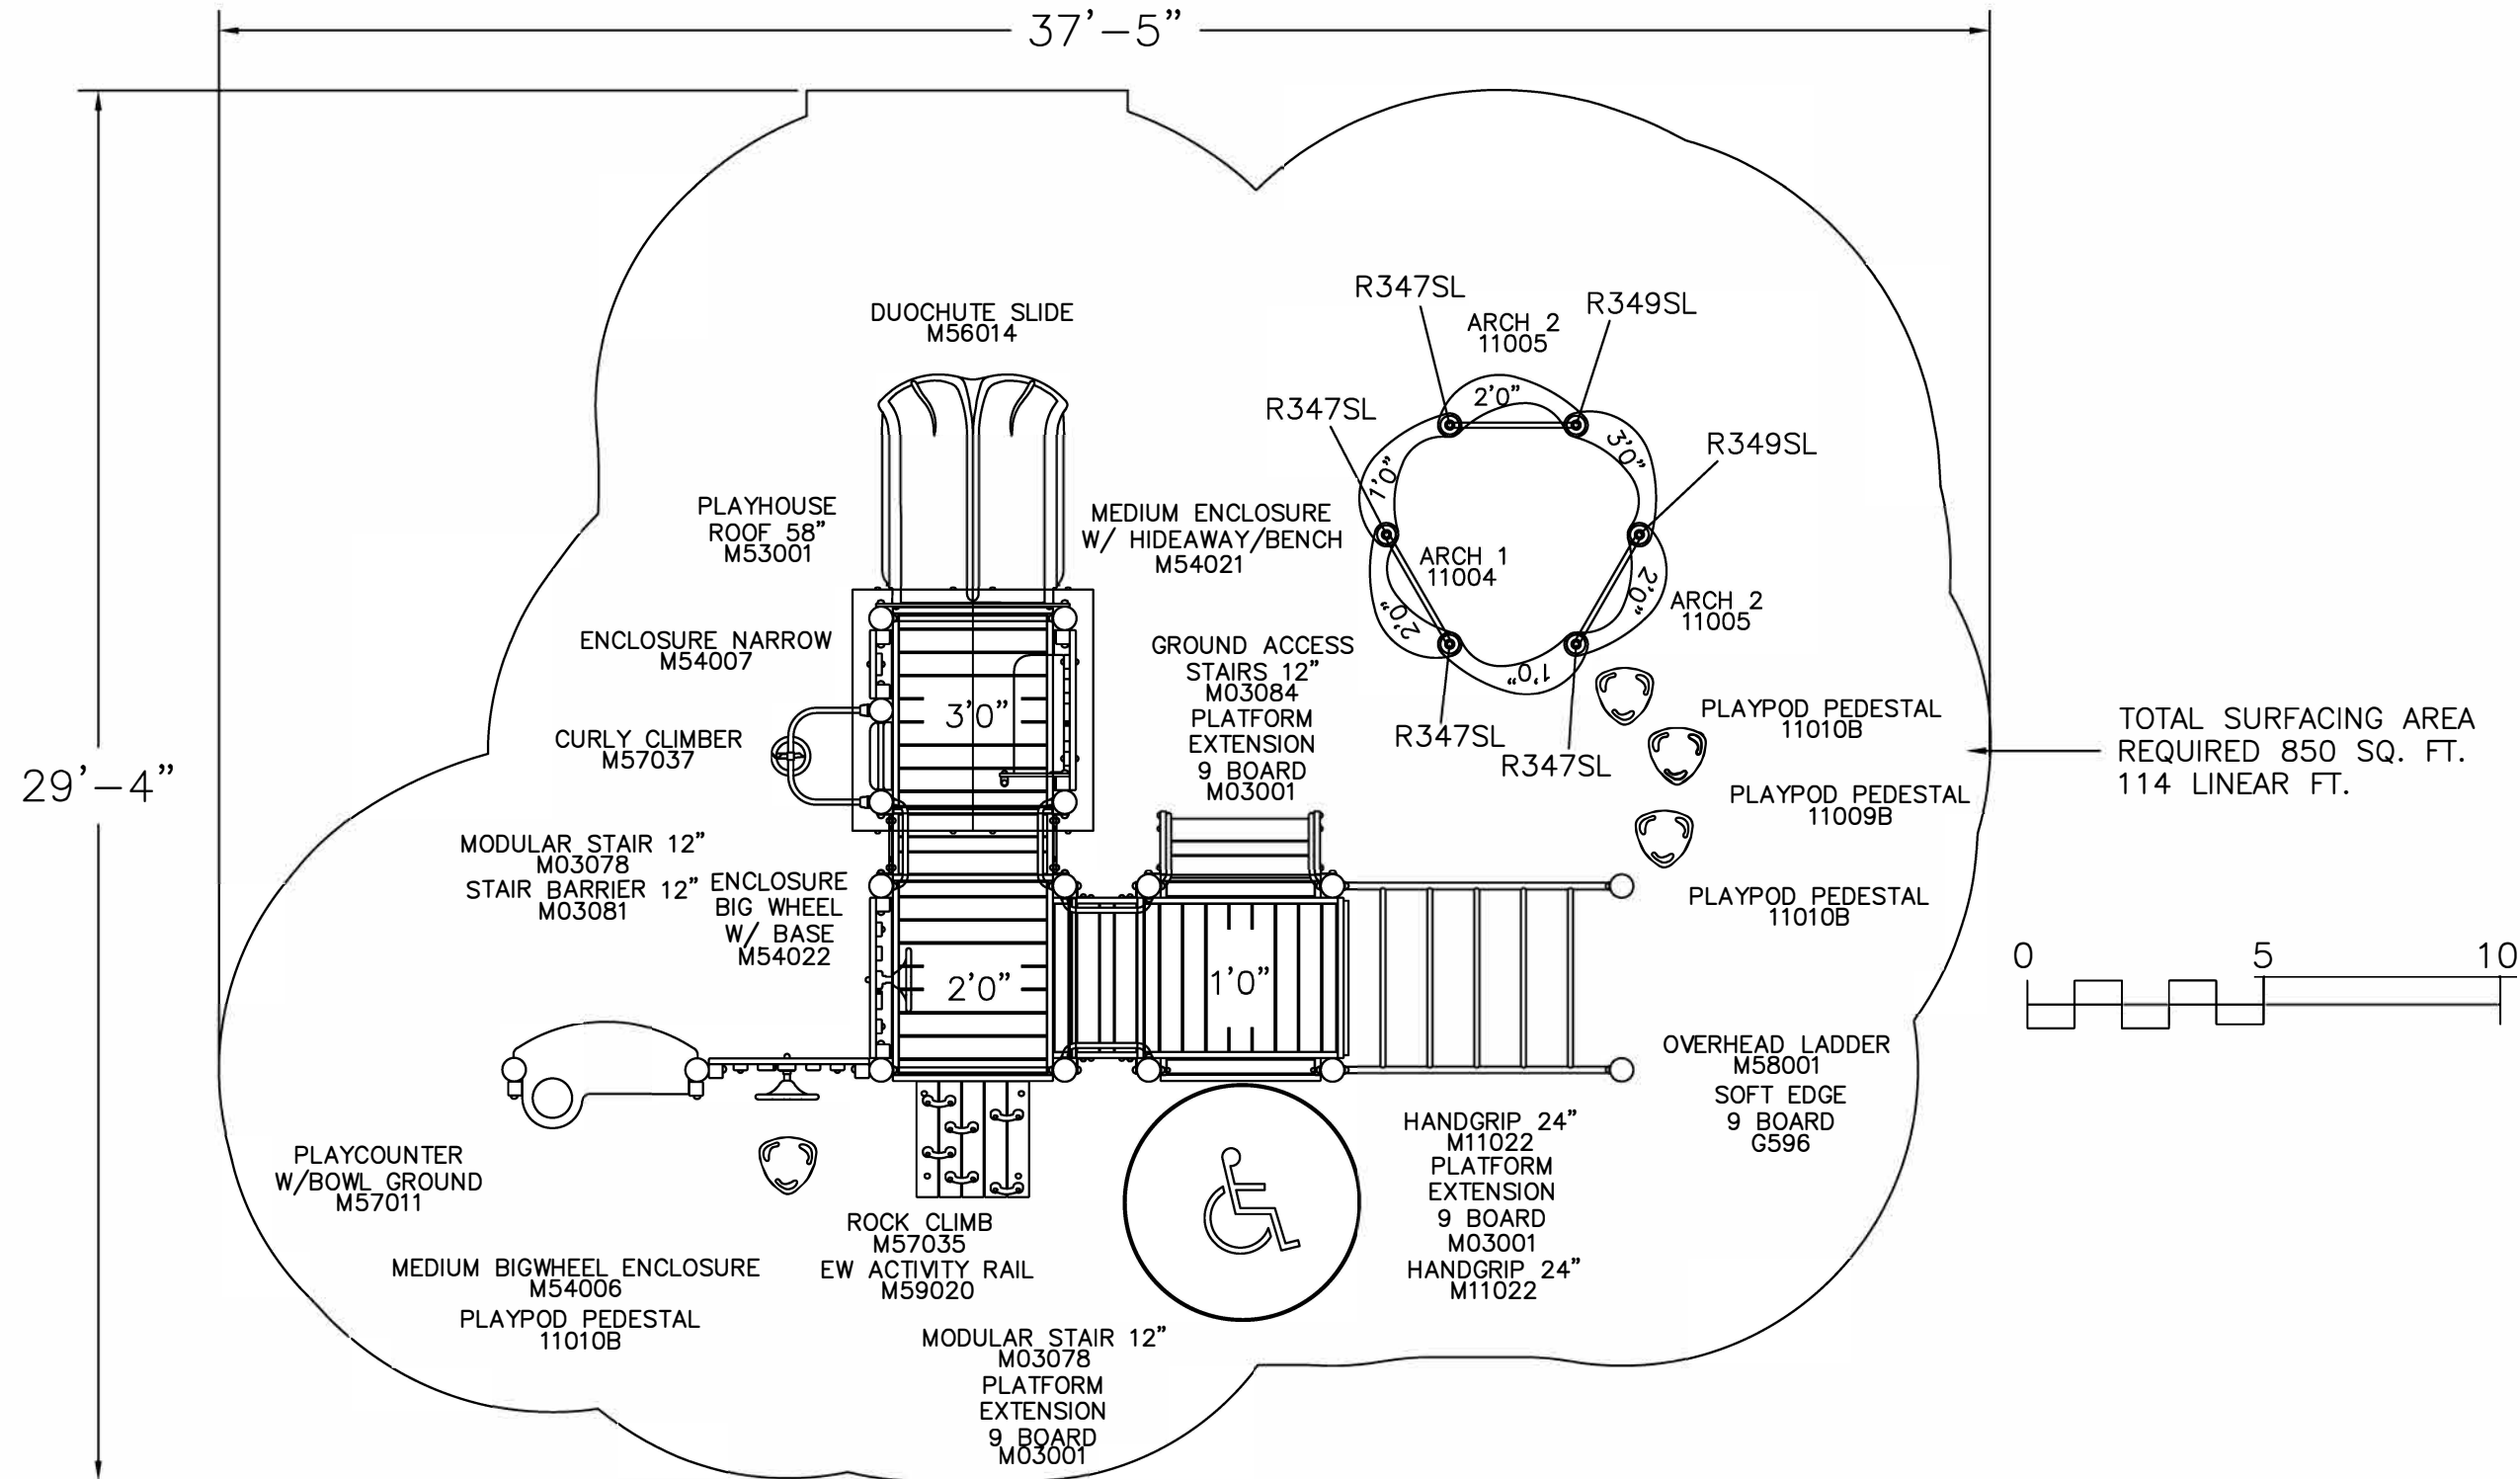 37'-5"
29'-4"
DUOCHUTE SLIDE
M56014
R347SL
ARCH 2
11005
R349SL
R347SL
2'0"
3'0"
R349SL
1'0"
ARCH 1
11004
2'0"
2'0"
ARCH 2
11005
1'0"
R347SL
R347SL
PLAYHOUSE
ROOF 58"
M53001
MEDIUM ENCLOSURE
W/ HIDEAWAY/BENCH
M54021
ENCLOSURE NARROW
M54007
3'0"
GROUND ACCESS
STAIRS 12"
M03084
PLATFORM
EXTENSION
9 BOARD
M03001
CURLY CLIMBER
M57037
PLAYPOD PEDESTAL
11010B
PLAYPOD PEDESTAL
11009B
PLAYPOD PEDESTAL
11010B
TOTAL SURFACING AREA
REQUIRED 850 SQ. FT.
114 LINEAR FT.
MODULAR STAIR 12"
M03078
STAIR BARRIER 12"
M03081
ENCLOSURE
BIG WHEEL
W/ BASE
M54022
2'0"
1'0"
0 5 10
OVERHEAD LADDER
M58001
SOFT EDGE
9 BOARD
G596
PLAYCOUNTER
W/BOWL GROUND
M57011
MEDIUM BIGWHEEL ENCLOSURE
M54006
PLAYPOD PEDESTAL
11010B
ROCK CLIMB
M57035
EW ACTIVITY RAIL
M59020
HANDGRIP 24"
M11022
PLATFORM
EXTENSION
9 BOARD
M03001
HANDGRIP 24"
M11022
MODULAR STAIR 12"
M03078
PLATFORM
EXTENSION
9 BOARD
M03001